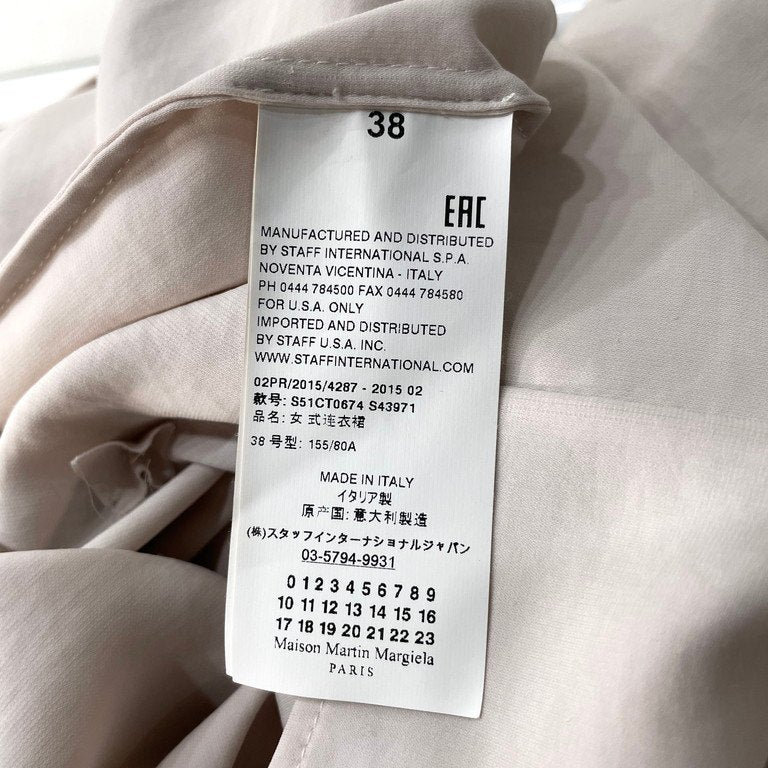 38
EAC
MANUFACTURED AND DISTRIBUTED
BY STAFF INTERNATIONAL S.P.A.
NOVENTA VICENTINA - ITALY
PH 0444 784500 FAX 0444 784580
FOR U.S.A. ONLY
IMPORTED AND DISTRIBUTED
BY STAFF U.S.A. INC.
WWW.STAFFINTERNATIONAL.COM
02PR/2015/4287 - 2015 02
款号: S51CT0674 S43971
品名: 女 式连衣裙
38 号型: 155/80A
MADE IN ITALY
イタリア製
原产国: 意大利製造
(株)スタッフインターナショナルジャパン
03-5794-9931
0 1 2 3 4 5 6 7 8 9
10 11 12 13 14 15 16
17 18 19 20 21 22 23
Maison Martin Margiela
PARIS